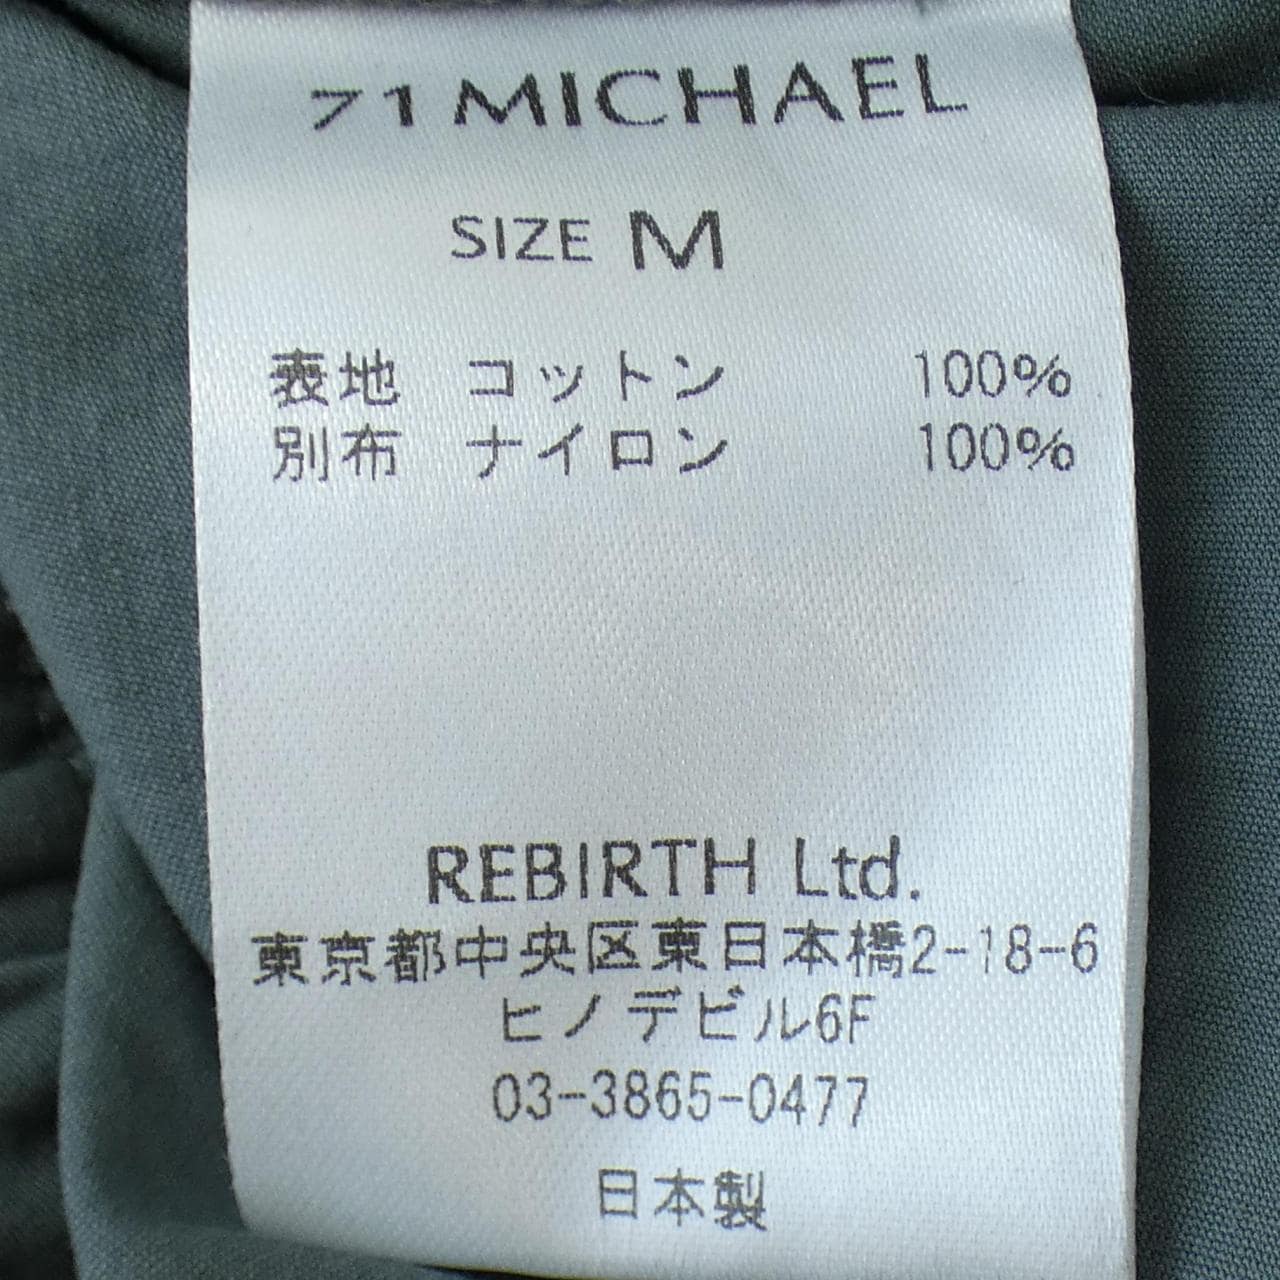 71 MICHAEL
SIZE M
表地 コットン 100%
別布 ナイロン 100%
REBIRTH Ltd.
東京都中央区東日本橋2-18-6
ヒノデビル6F
03-3865-0477
日本製